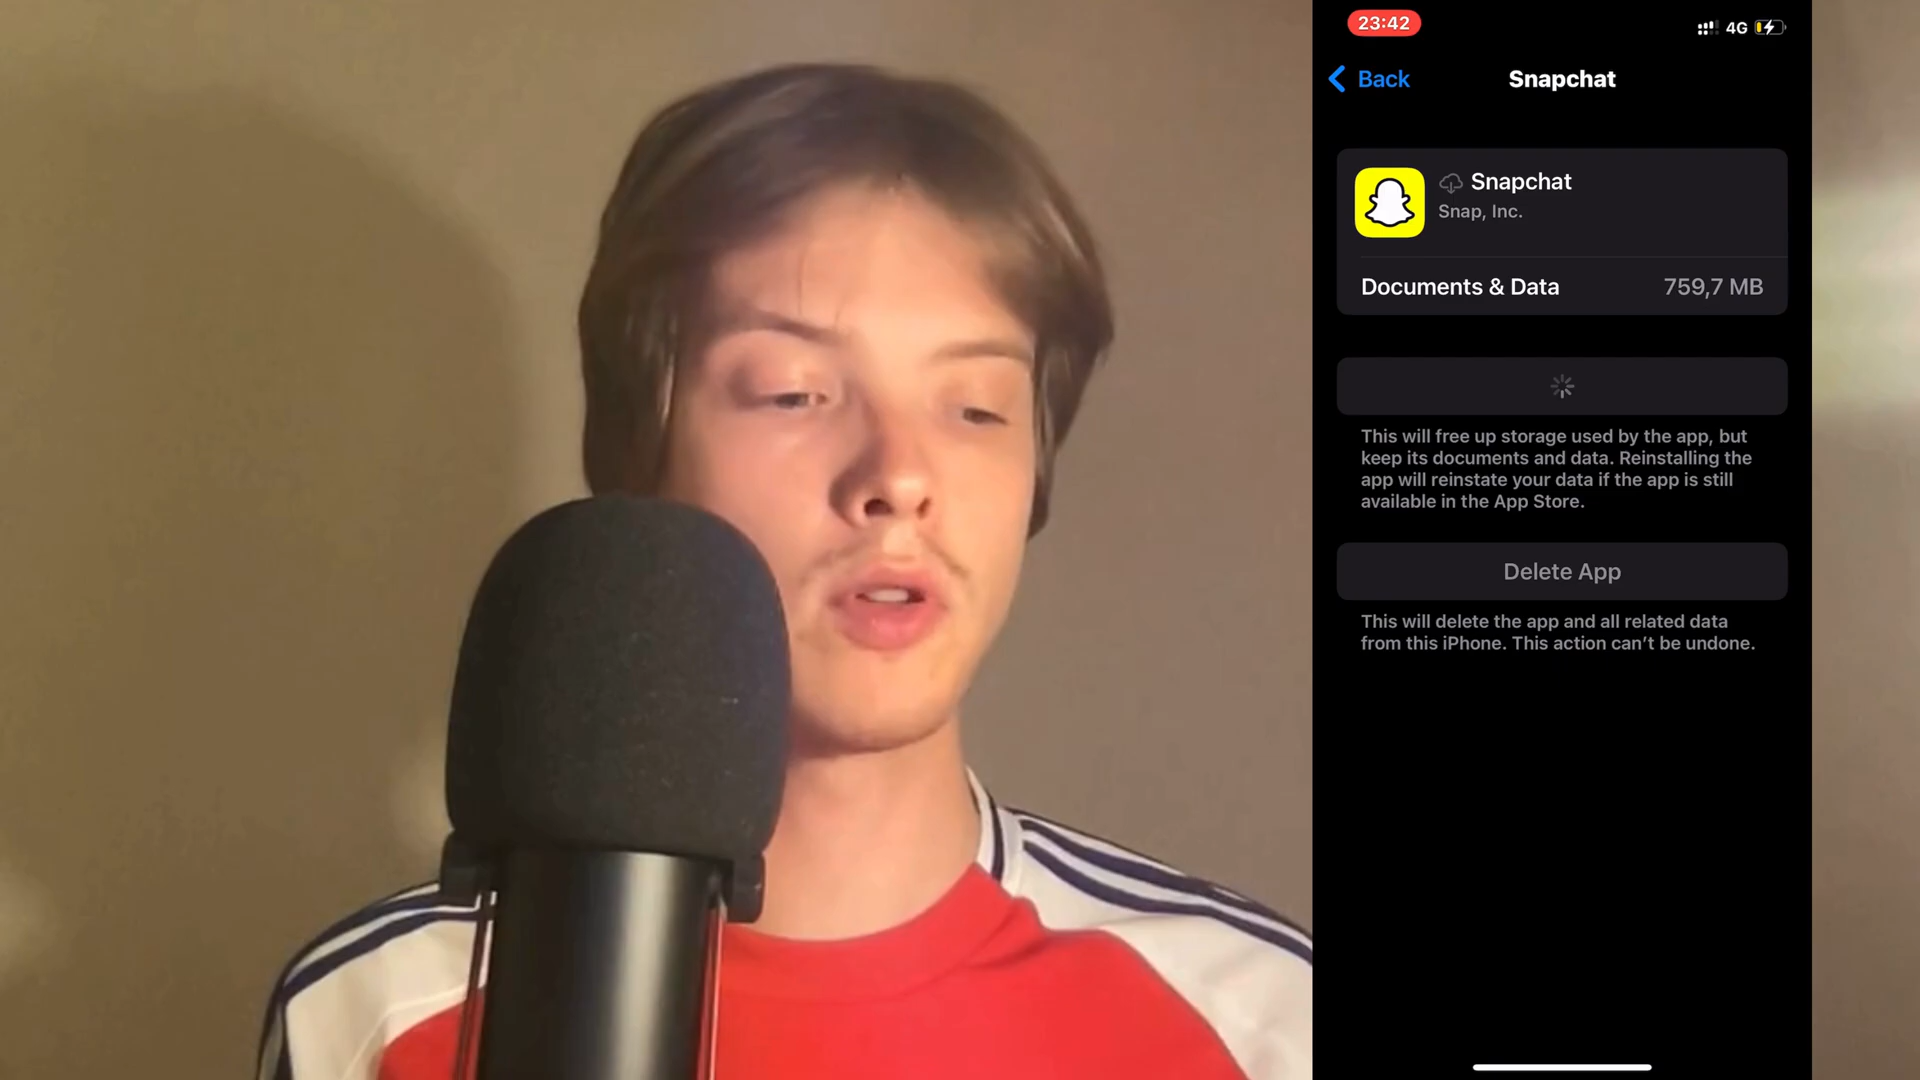 23:42
4G
Back
Snapchat
Snapchat
Snap, Inc.
Documents & Data 759,7 MB
This will free up storage used by the app, but
keep its documents and data. Reinstalling the
app will reinstate your data if the app is still
available in the App Store.
Delete App
This will delete the app and all related data
from this iPhone. This action can’t be undone.